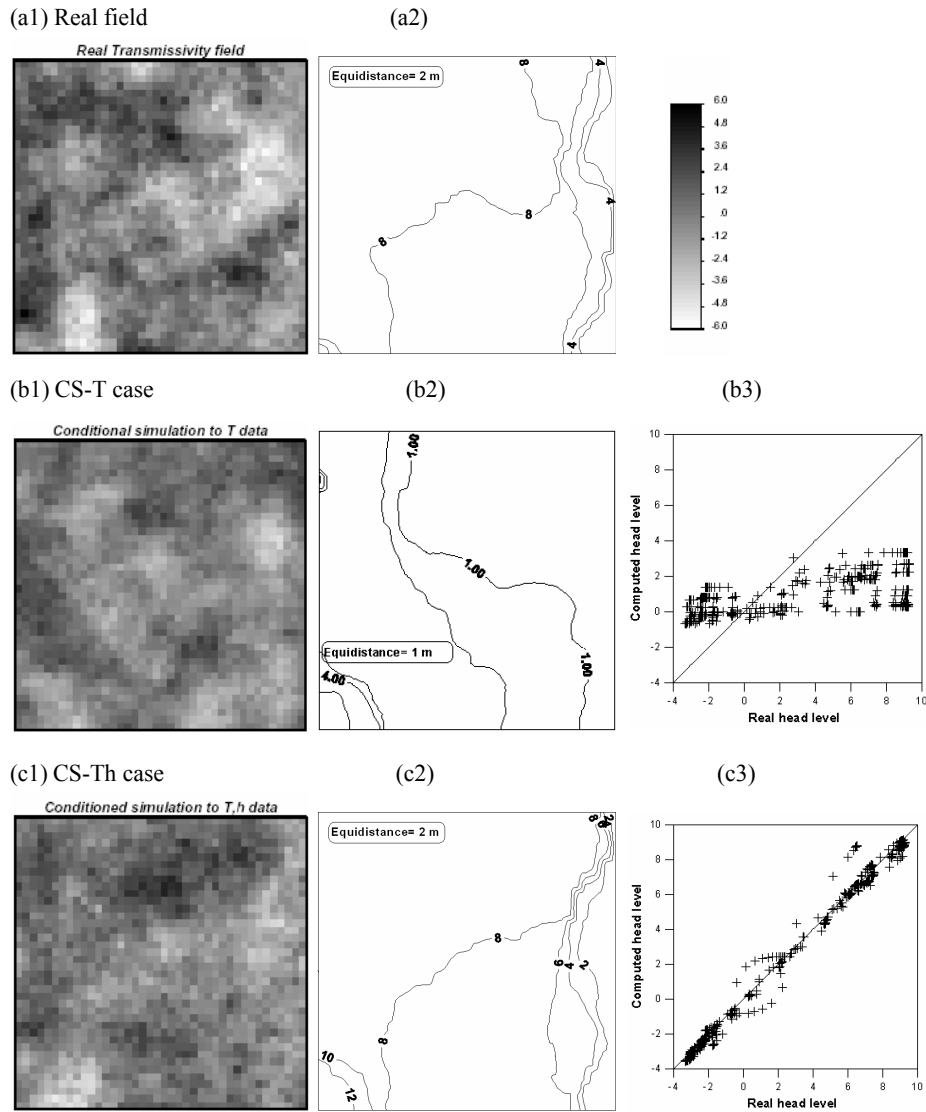 (a1) Real field
(a2)
Real Transmissivity field
Equidistance= 2 m
8
4
8
8
4
4
6.0
4.8
3.6
2.4
1.2
.0
-1.2
-2.4
-3.6
-4.8
-6.0
(b1) CS-T case
(b2)
(b3)
Conditional simulation to T data
1.00
1.00
Equidistance= 1 m
4.00
1.00
Computed head level
10
8
6
4
2
0
-2
-4
-4 -2 0 2 4 6 8 10
Real head level
(c1) CS-Th case
(c2)
(c3)
Conditioned simulation to T,h data
Equidistance= 2 m
8
2
8
6
4
2
8
10
12
Computed head level
10
8
6
4
2
0
-2
-4
-4 -2 0 2 4 6 8 10
Real head level